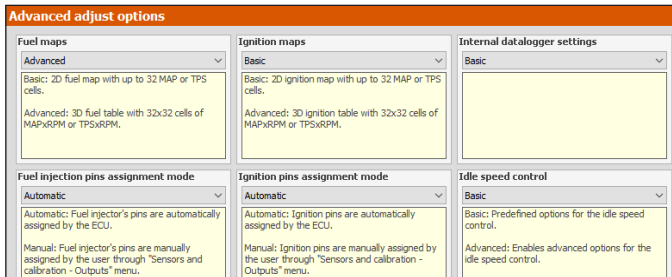 Advanced adjust options
Fuel maps
Advanced
Basic: 2D fuel map with up to 32 MAP or TPS
cells.
Advanced: 3D fuel table with 32x32 cells of
MAPxRPM or TPSxRPM.
Ignition maps
Basic
Basic: 2D ignition map with up to 32 MAP or TPS
cells.
Advanced: 3D ignition table with 32x32 cells of
MAPxRPM or TPSxRPM.
Internal datalogger settings
Basic
Fuel injection pins assignment mode
Automatic
Automatic: Fuel injector's pins are automatically
assigned by the ECU.
Manual: Fuel injector's pins are manually
assigned by the user through "Sensors and
calibration - Outputs" menu.
Ignition pins assignment mode
Automatic
Automatic: Ignition pins are automatically
assigned by the ECU.
Manual: Ignition pins are manually assigned by
the user through "Sensors and calibration -
Outputs" menu.
Idle speed control
Basic
Basic: Predefined options for the idle speed
control.
Advanced: Enables advanced options for the
idle speed control.